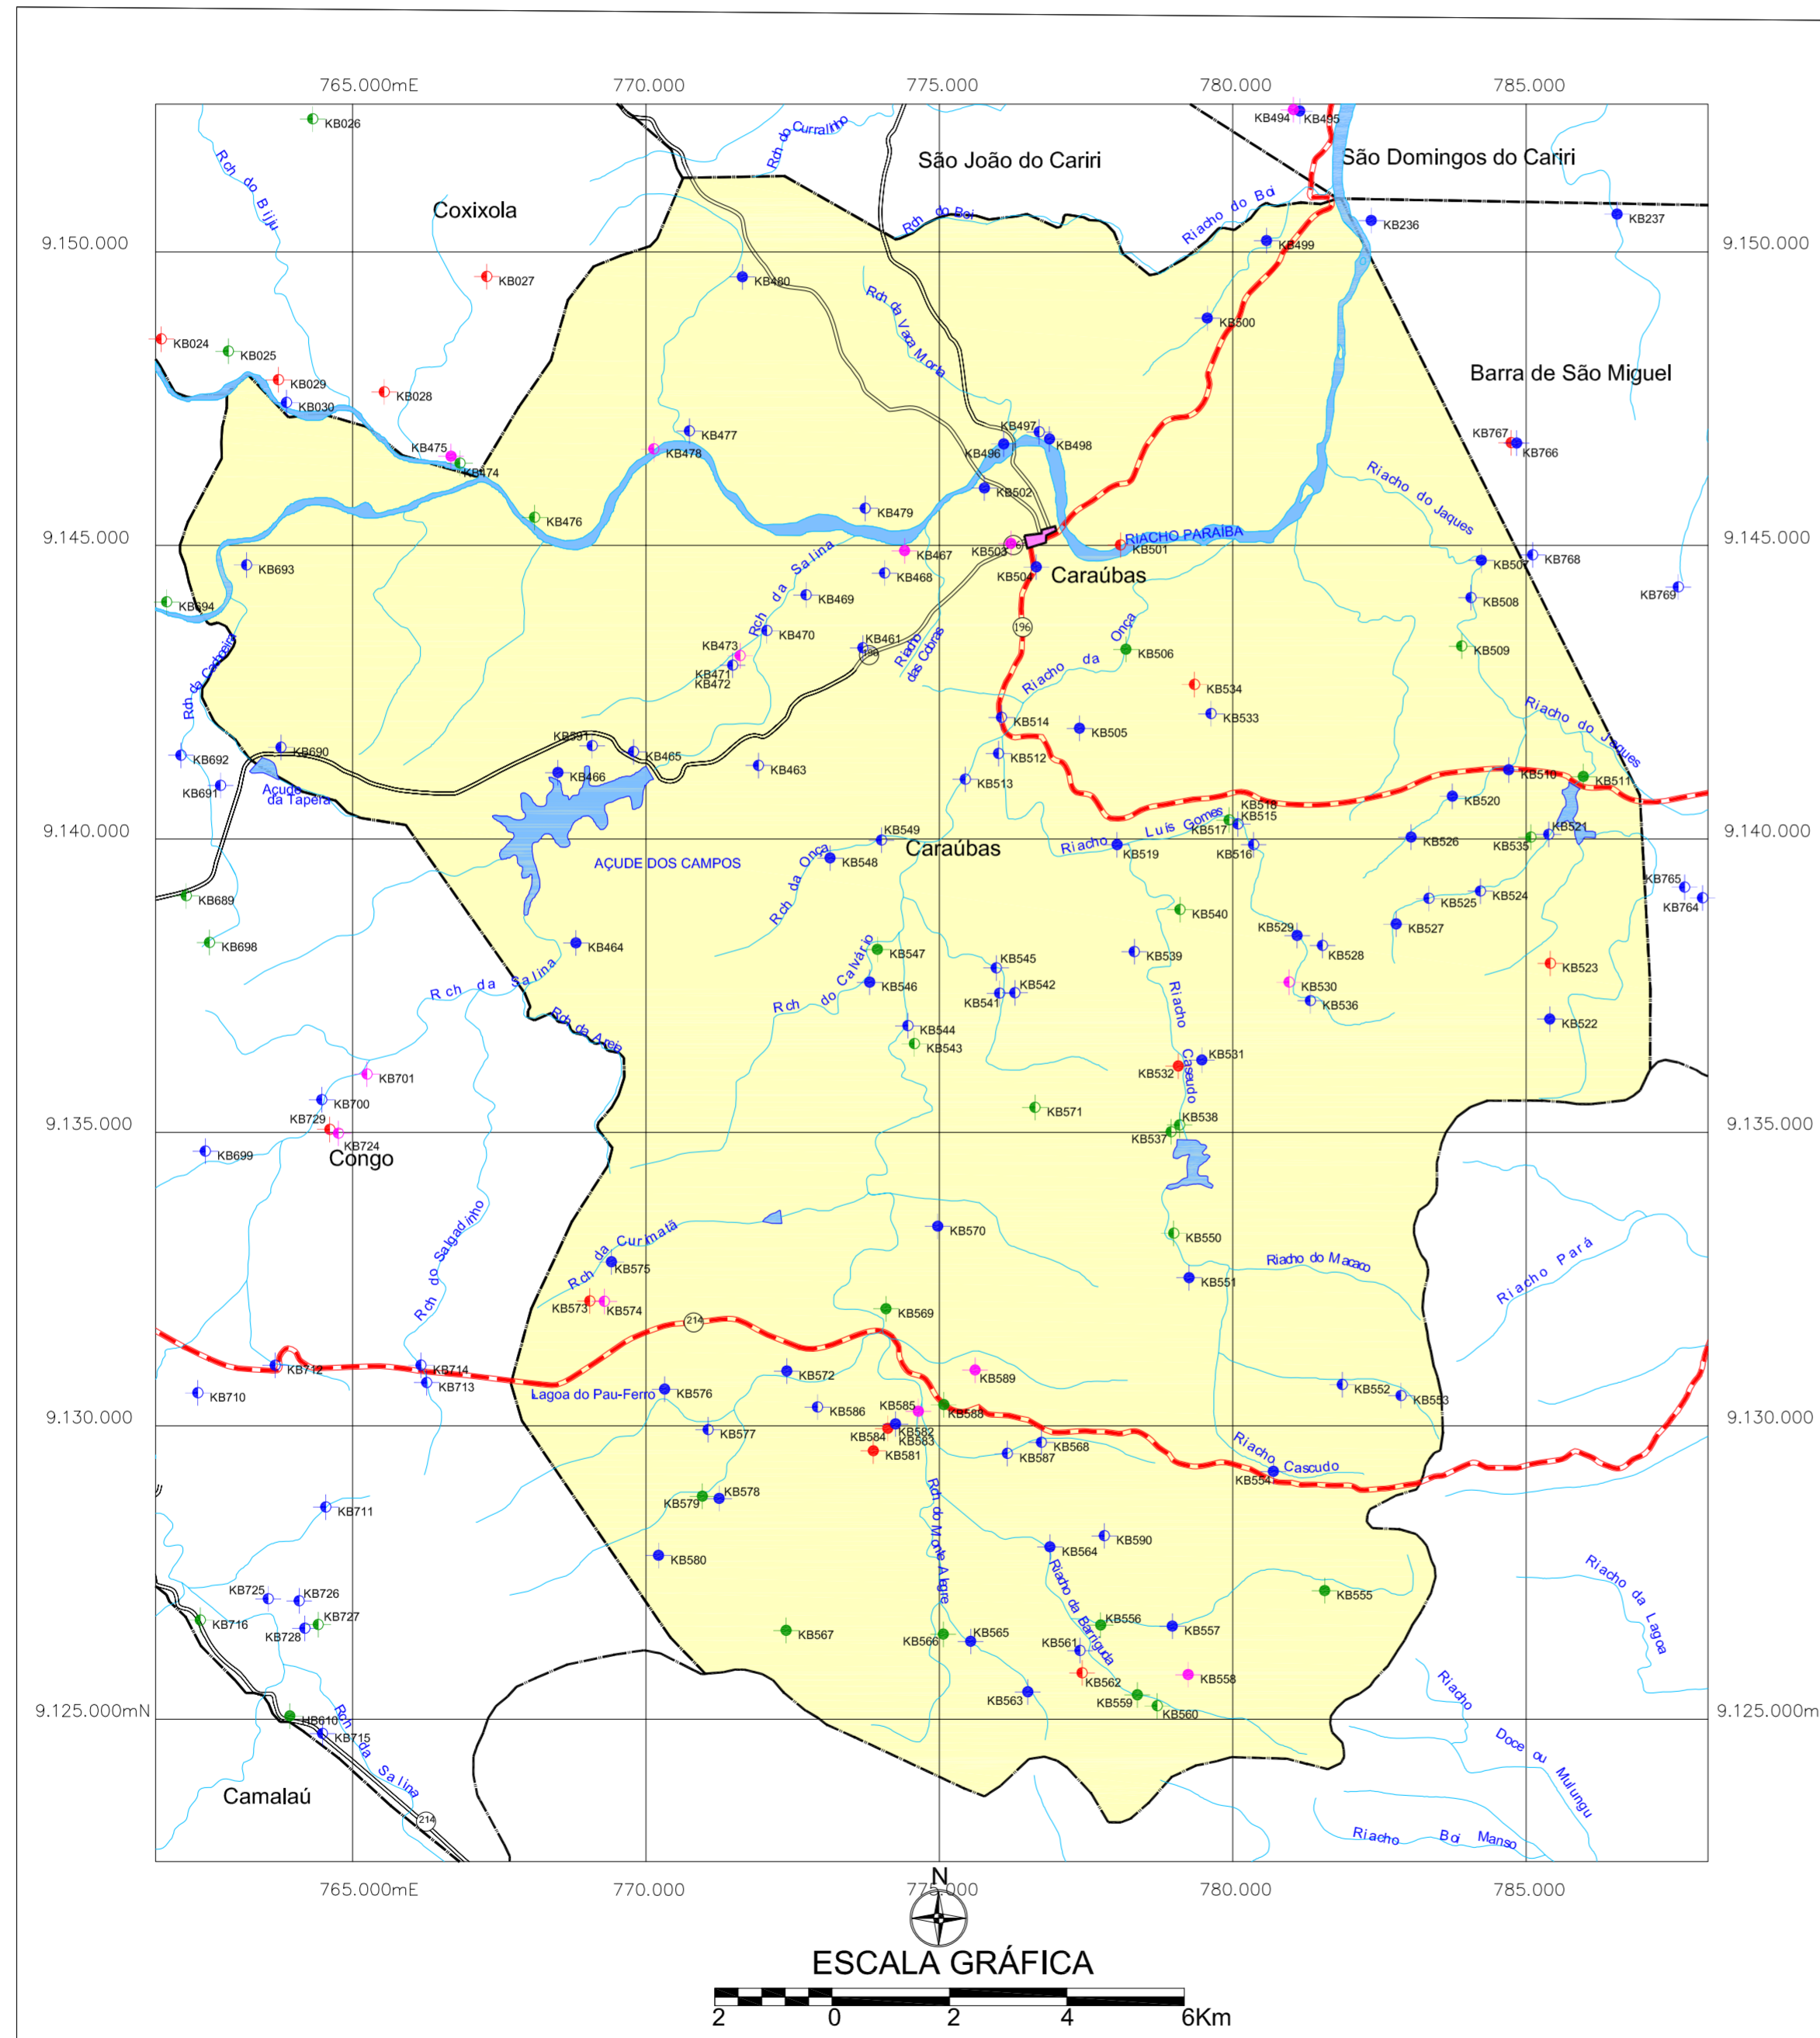 765.000mE 770.000 775.000 780.000 785.000
KB026
KB494 KB495
Rch do Curralinho
São João do Cariri
São Domingos do Cariri
Rch do Brjju
Coxixola
Rch do Boi
Riacho do Boi
KB236
KB237
9.150.000
KB499
9.150.000
KB027
KB480
Rch da Vaca Morta
KB500
KB024
KB025
KB029
KB028
KB030
Barra de São Miguel
KB475
KB474
KB477
KB478
KB497
KB496
KB498
KB767
KB766
Riacho do Jaques
KB502
KB476
KB479
9.145.000
RIACHO PARAÍBA
9.145.000
KB503
KB501
KB467
KB504
Caraúbas
KB507
KB768
KB693
KB468
KB769
KB694
Rch da Salina
KB469
KB508
KB470
196
Riacho da Onça
KB506
KB509
Rch da Cachoeira
KB473
KB471
KB472
KB461
Riacho
das Cobras
KB534
KB533
KB514
KB505
Riacho do Jaques
KB692
KB690
KB591
KB465
KB512
KB691
Açude
da Tapera
KB466
KB463
KB513
KB510
KB511
KB520
9.140.000
KB518
KB515
KB517
Riacho Luís Gomes
9.140.000
KB549
Caraúbas
KB519
KB516
KB526
KB535
KB521
AÇUDE DOS CAMPOS
KB548
Rch da Onça
KB765
KB764
KB689
KB525
KB524
KB540
KB698
KB464
KB547
KB539
KB529
KB528
KB527
Rch da Salina
Rch do Calvário
KB546
KB545
KB541
KB542
KB530
KB536
KB523
KB522
Rch da Areia
KB544
KB543
Riacho Cascudo
KB531
KB532
KB701
KB700
KB571
KB538
KB537
9.135.000
KB729
KB724
9.135.000
KB699
Congo
Rch do Salgadinho
KB570
KB550
Rch da Curimatã
KB575
KB551
Riacho do Macaco
Riacho Pará
KB573
KB574
KB569
214
KB712
KB714
KB713
KB710
KB572
KB589
KB552
KB553
Lagoa do Pau-Ferro
KB576
KB586
KB585
KB588
9.130.000
9.130.000
KB577
KB584
KB582
KB583
KB581
KB568
KB587
Riacho Cascudo
KB554
KB711
KB579
KB578
Rch do Monte Alegre
KB590
KB580
KB564
Riacho da Barriguda
Riacho da Lagoa
KB725
KB726
KB555
KB716
KB727
KB728
KB567
KB566
KB565
KB556
KB557
KB561
KB562
KB558
KB563
KB559
KB560
9.125.000mN
HB610
KB715
9.125.000m
Riacho Doce ou Mulungu
Rch da Salina
Camalaú
214
Riacho Boi Manso
765.000mE 770.000 775.000 780.000 785.000
N
ESCALA GRÁFICA
2 0 2 4 6Km